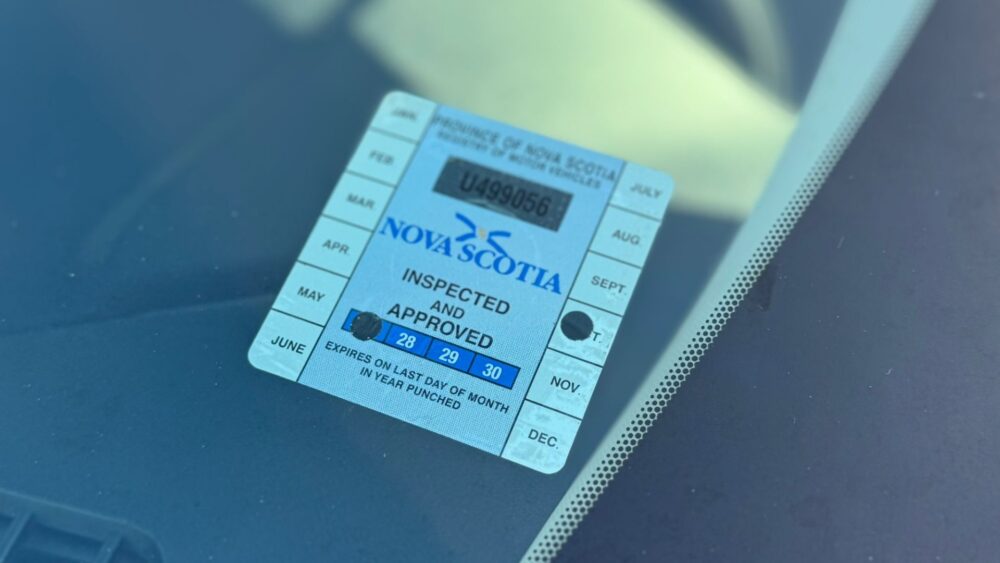 PROVINCE OF NOVA SCOTIA
REGISTRY OF MOTOR VEHICLES
U499056
NOVA SCOTIA
INSPECTED
AND
APPROVED
28 29 30
EXPIRES ON LAST DAY OF MONTH
IN YEAR PUNCHED
JAN.
FEB.
MAR
APR
MAY
JUNE
JULY
AUG.
SEPT.
T.
NOV.
DEC.